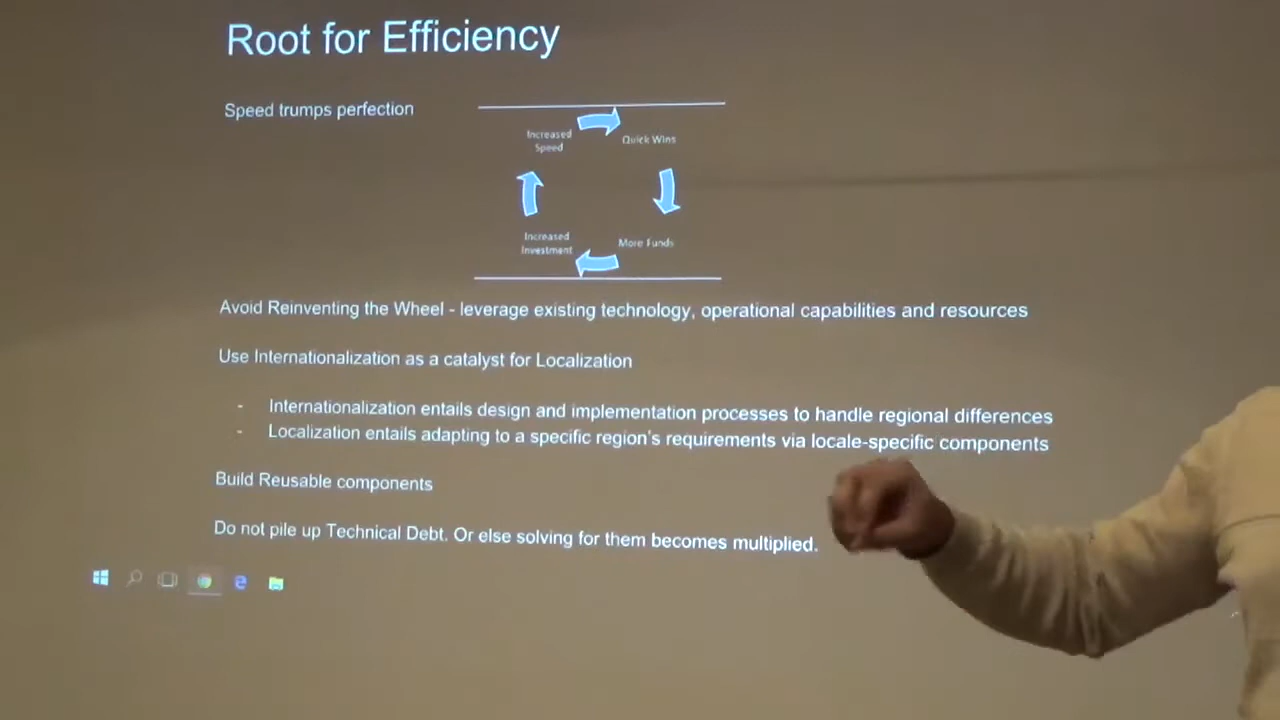 Root for Efficiency
Speed trumps perfection
Increased
Speed
Quick Wins
Increased
Investment
More Funds
Avoid Reinventing the Wheel - leverage existing technology, operational capabilities and resources
Use Internationalization as a catalyst for Localization
- Internationalization entails design and implementation processes to handle regional differences
- Localization entails adapting to a specific region's requirements via locale-specific components
Build Reusable components
Do not pile up Technical Debt. Or else solving for them becomes multiplied.